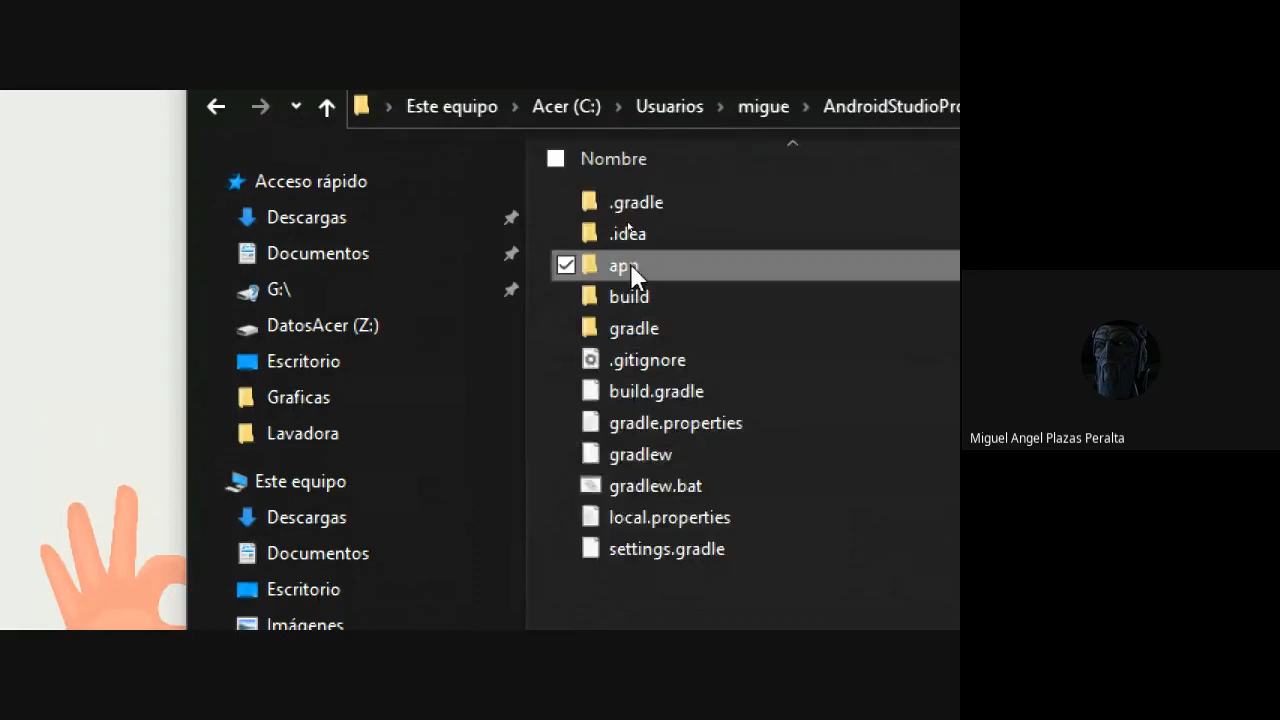 Este equipo > Acer (C:) > Usuarios > migue > AndroidStudioPro
Nombre
Acceso rápido
Descargas
Documentos
G:\
DatosAcer (Z:)
Escritorio
Graficas
Lavadora
Este equipo
Descargas
Documentos
Escritorio
Imágenes
.gradle
.idea
app
build
gradle
.gitignore
build.gradle
gradle.properties
gradlew
gradlew.bat
local.properties
settings.gradle
Miguel Angel Plazas Peralta